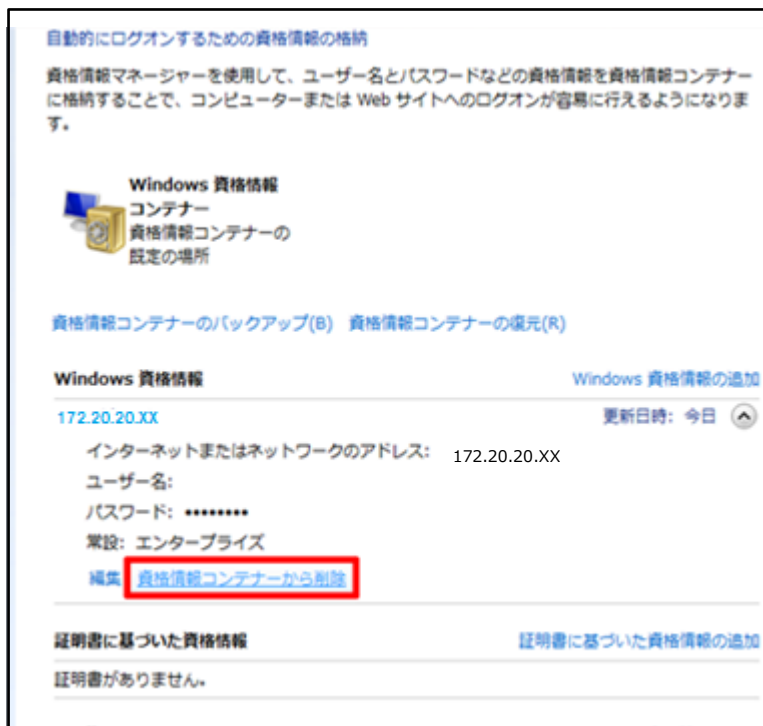 自動的にログオンするための資格情報の格納
資格情報マネージャーを使用して、ユーザー名とパスワードなどの資格情報を資格情報コンテナー
に格納することで、コンピューターまたは Web サイトへのログオンが容易に行えるようになりま
す。
Windows 資格情報
コンテナー
資格情報コンテナーの
既定の場所
資格情報コンテナーのバックアップ(B) 資格情報コンテナーの復元(R)
Windows 資格情報 Windows 資格情報の追加
172.20.20.XX 更新日時: 今日
インターネットまたはネットワークのアドレス: 172.20.20.XX
ユーザー名:
パスワード: ••••••••
常設: エンタープライズ
編集 資格情報コンテナーから削除
証明書に基づいた資格情報 証明書に基づいた資格情報の追加
証明書がありません。